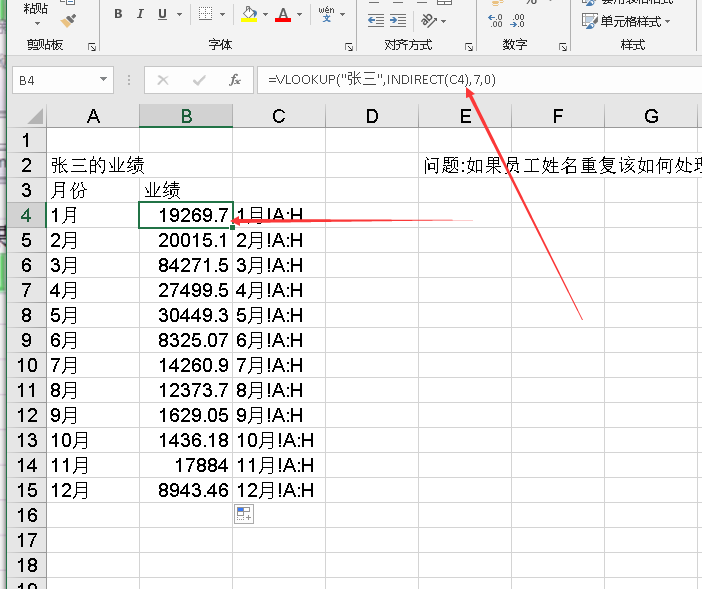 粘贴
B I U
wén
文
A
%
套用表格格式
单元格样式
剪贴板
字体
对齐方式
数字
样式
B4
fx
=VLOOKUP("张三",INDIRECT(C4),7,0)
A B C D E F G
1
2 张三的业绩 问题:如果员工姓名重复该如何处理
3 月份 业绩
4 1月 19269.7 1月!A:H
5 2月 20015.1 2月!A:H
6 3月 84271.5 3月!A:H
7 4月 27499.5 4月!A:H
8 5月 30449.3 5月!A:H
9 6月 8325.07 6月!A:H
10 7月 14260.9 7月!A:H
11 8月 12373.7 8月!A:H
12 9月 1629.05 9月!A:H
13 10月 1436.18 10月!A:H
14 11月 17884 11月!A:H
15 12月 8943.46 12月!A:H
16
17
18
19